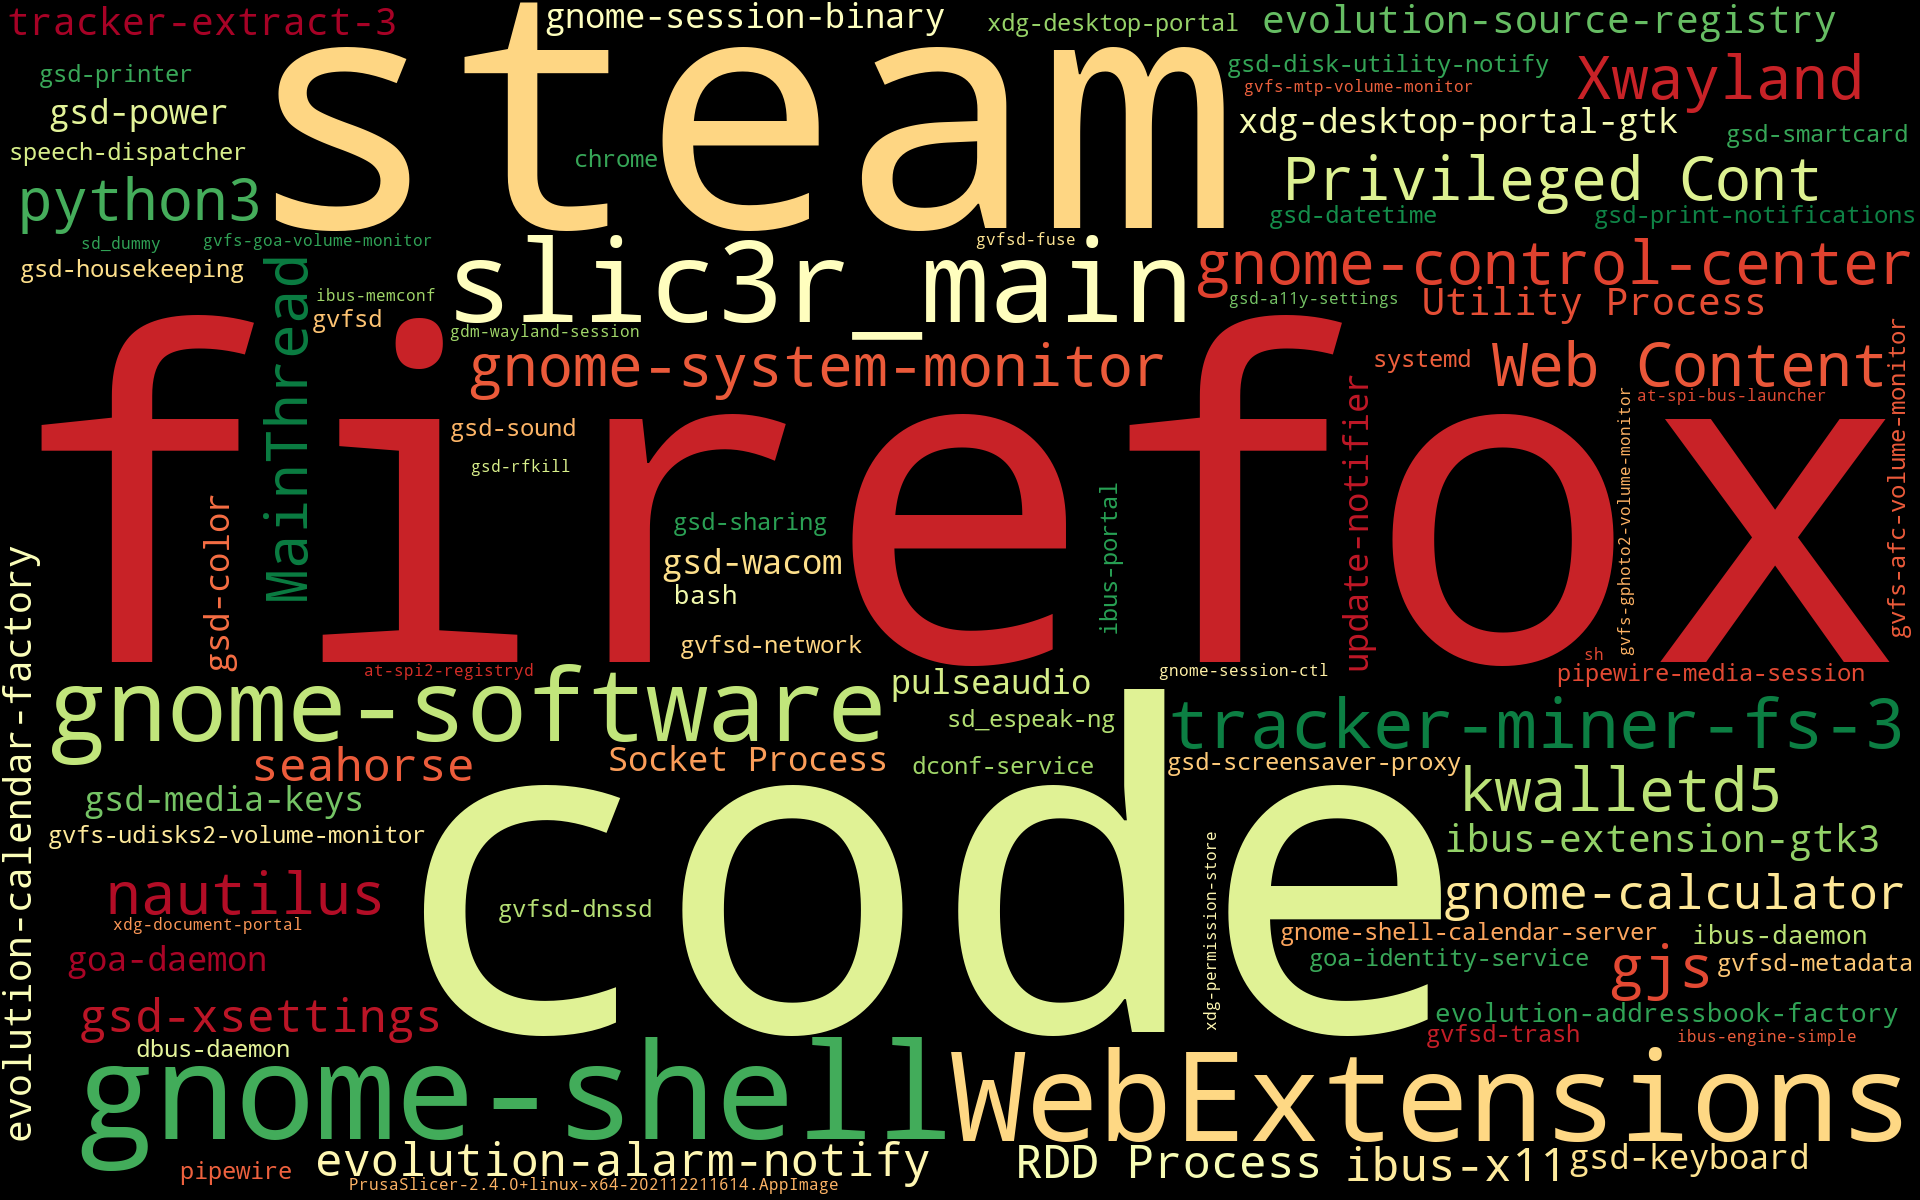 tracker-extract-3
gnome-session-binary
xdg-desktop-portal
evolution-source-registry
steam
gsd-printer
gsd-disk-utility-notify
Xwayland
gvfs-mtp-volume-monitor
gsd-power
xdg-desktop-portal-gtk
gsd-smartcard
speech-dispatcher
chrome
Privileged Cont
python3
gsd-datetime
gsd-print-notifications
sd_dummy
gvfs-goa-volume-monitor
gvfsd-fuse
gsd-housekeeping
MainThread
slic3r_main
gnome-control-center
ibus-memconf
gsd-a11y-settings
Utility Process
gvfsd
gdm-wayland-session
gnome-system-monitor
systemd
Web Content
gvfs-afc-volume-monitor
firefox
update-notifier
gvfs-gphoto2-volume-monitor
at-spi-bus-launcher
gsd-sound
gsd-rfkill
gsd-color
gsd-sharing
ibus-portal
gsd-wacom
bash
evolution-calendar-factory
gvfsd-network
sh
at-spi2-registryd
gnome-session-ctl
pipewire-media-session
gnome-software
pulseaudio
sd_espeak-ng
tracker-miner-fs-3
seahorse
Socket Process
dconf-service
gsd-screensaver-proxy
code
gsd-media-keys
kwalletd5
gvfs-udisks2-volume-monitor
xdg-permission-store
ibus-extension-gtk3
nautilus
gvfsd-dnssd
gnome-calculator
xdg-document-portal
gnome-shell-calendar-server
ibus-daemon
goa-daemon
goa-identity-service
gjs
gvfsd-metadata
gsd-xsettings
evolution-addressbook-factory
gvfsd-trash
ibus-engine-simple
dbus-daemon
gnome-shell
WebExtensions
pipewire
evolution-alarm-notify
RDD Process
ibus-x11
gsd-keyboard
PrusaSlicer-2.4.0+linux-x64-202112211614.AppImage